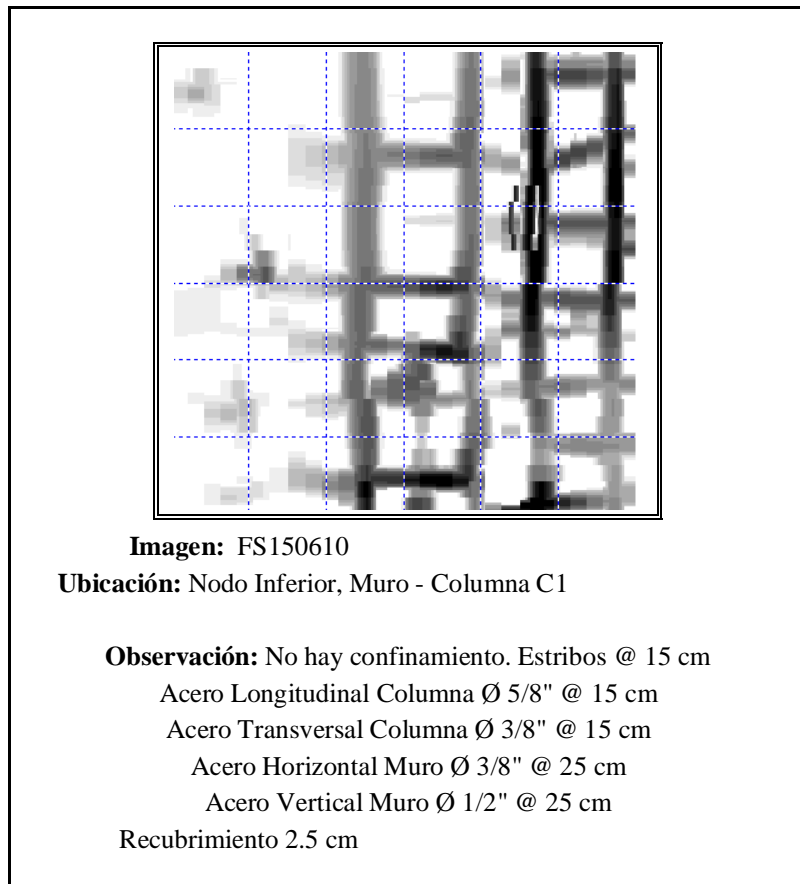 Imagen: FS150610
Ubicación: Nodo Inferior, Muro - Columna C1
Observación: No hay confinamiento. Estribos @ 15 cm
Acero Longitudinal Columna Ø 5/8" @ 15 cm
Acero Transversal Columna Ø 3/8" @ 15 cm
Acero Horizontal Muro Ø 3/8" @ 25 cm
Acero Vertical Muro Ø 1/2" @ 25 cm
Recubrimiento 2.5 cm